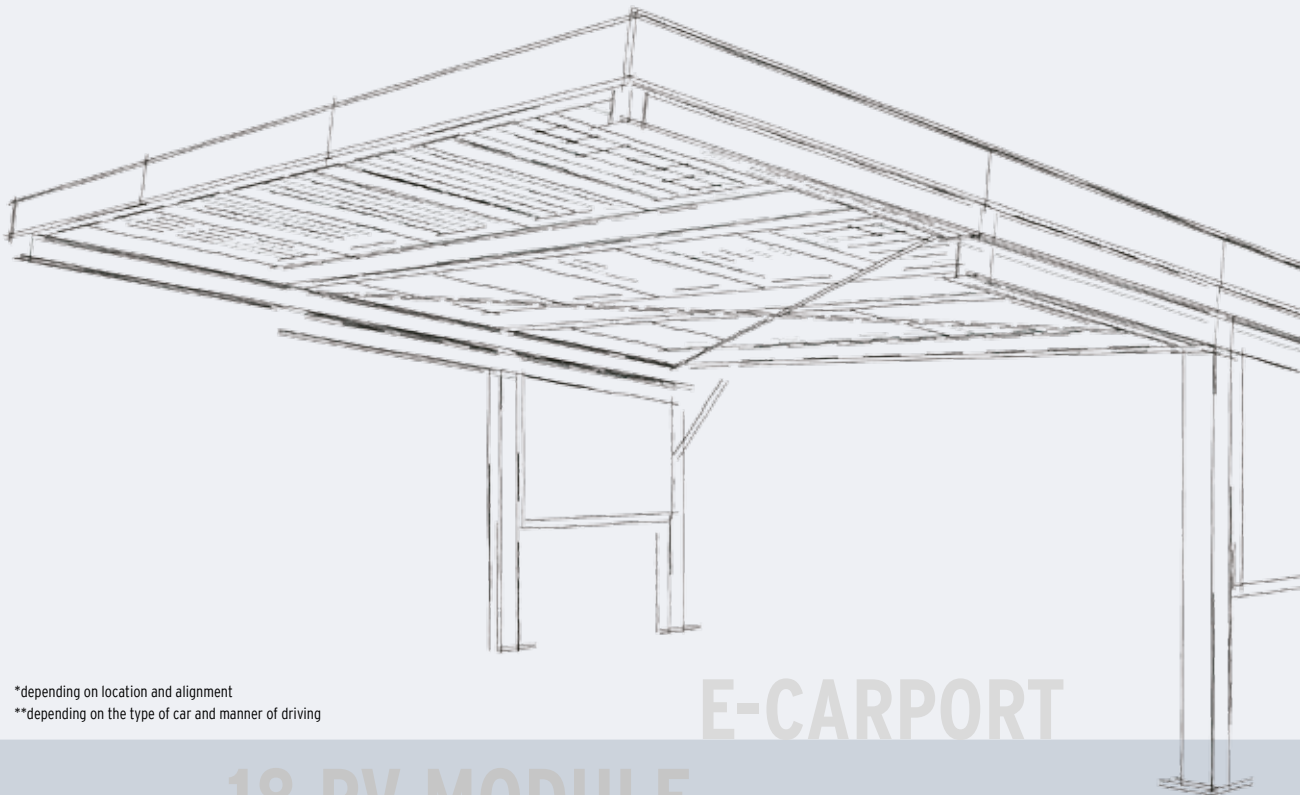 *depending on location and alignment
**depending on the type of car and manner of driving
E-CARPORT
18 PV MODULE